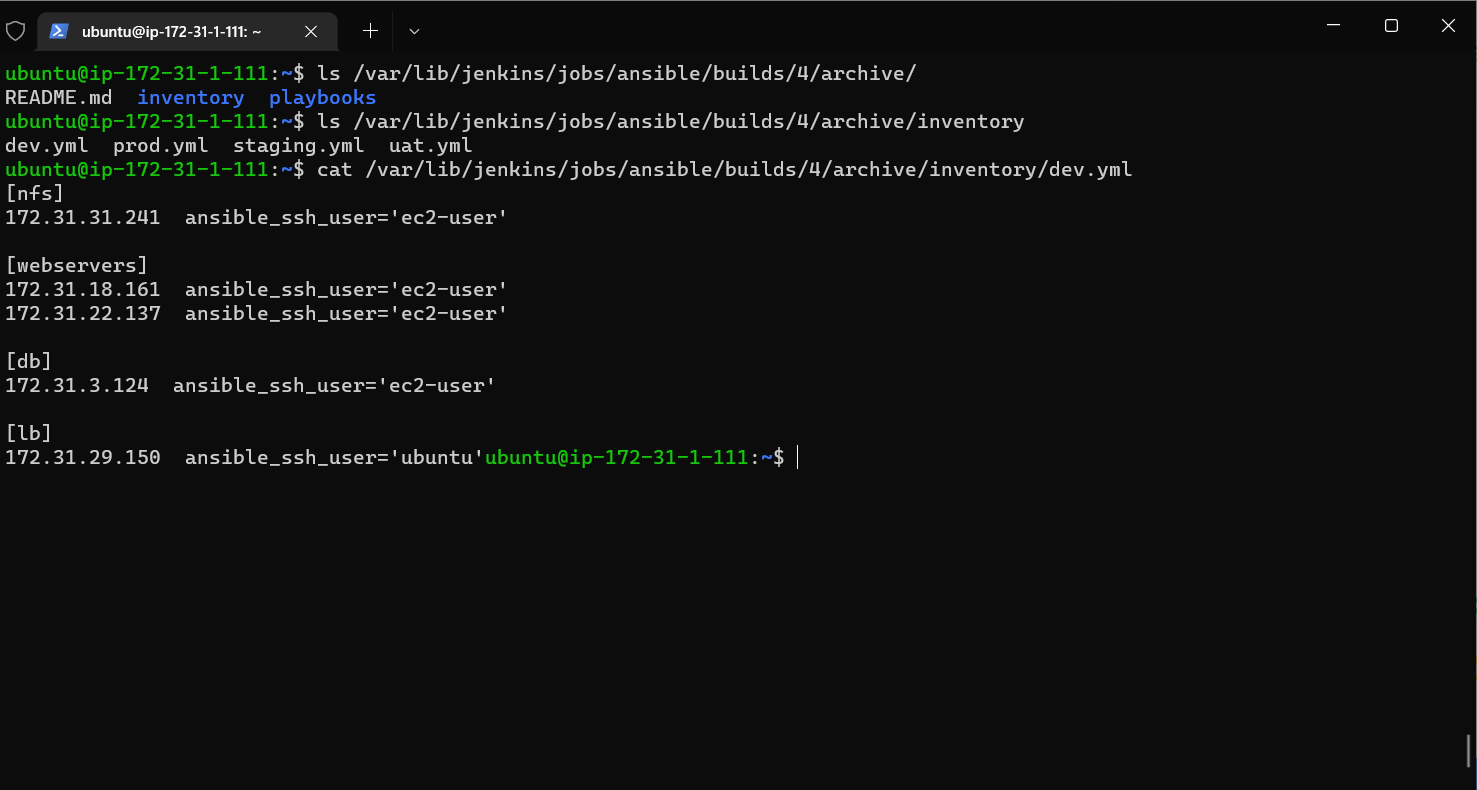 ubuntu@ip-172-31-1-111: ~
ubuntu@ip-172-31-1-111:~$ ls /var/lib/jenkins/jobs/ansible/builds/4/archive/
README.md  inventory  playbooks
ubuntu@ip-172-31-1-111:~$ ls /var/lib/jenkins/jobs/ansible/builds/4/archive/inventory
dev.yml  prod.yml  staging.yml  uat.yml
ubuntu@ip-172-31-1-111:~$ cat /var/lib/jenkins/jobs/ansible/builds/4/archive/inventory/dev.yml
[nfs]
172.31.31.241  ansible_ssh_user='ec2-user'
[webservers]
172.31.18.161  ansible_ssh_user='ec2-user'
172.31.22.137  ansible_ssh_user='ec2-user'
[db]
172.31.3.124  ansible_ssh_user='ec2-user'
[lb]
172.31.29.150  ansible_ssh_user='ubuntu'ubuntu@ip-172-31-1-111:~$